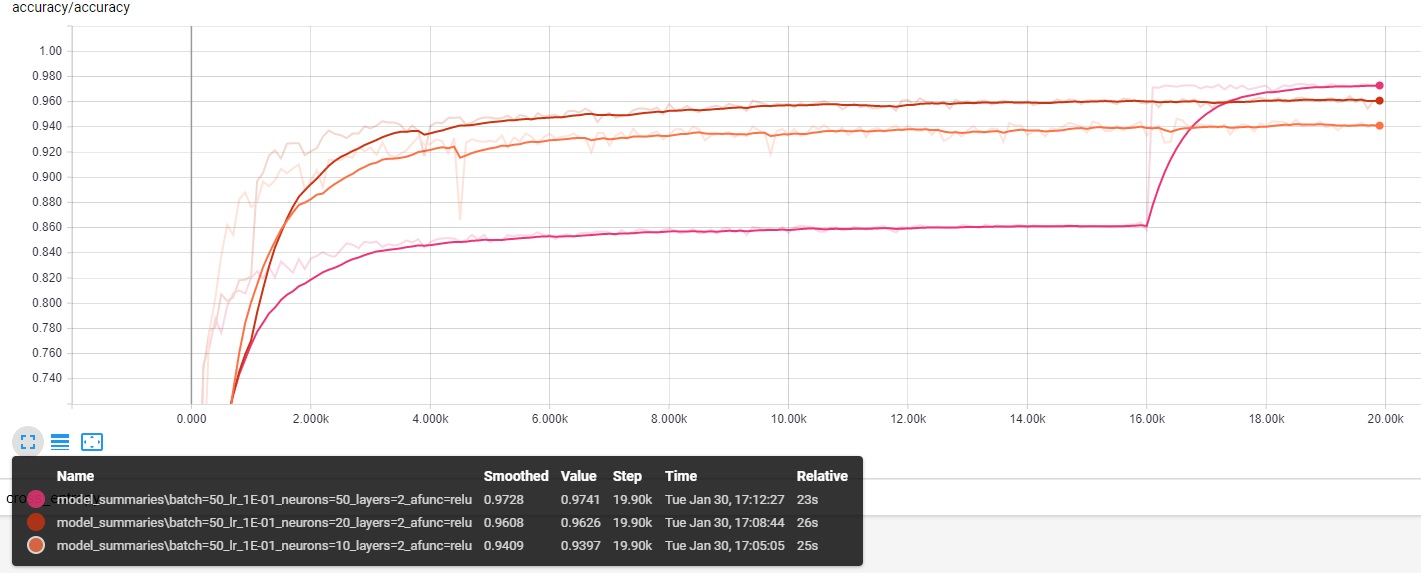 accuracy/accuracy
1.00
0.980
0.960
0.940
0.920
0.900
0.880
0.860
0.840
0.820
0.800
0.780
0.760
0.740
0.000 2.000k 4.000k 6.000k 8.000k 10.00k 12.00k 14.00k 16.00k 18.00k 20.00k
Name Smoothed Value Step Time Relative
model_summaries\batch=50_lr_1E-01_neurons=50_layers=2_afunc=relu 0.9728 0.9741 19.90k Tue Jan 30, 17:12:27 23s
model_summaries\batch=50_lr_1E-01_neurons=20_layers=2_afunc=relu 0.9608 0.9626 19.90k Tue Jan 30, 17:08:44 26s
model_summaries\batch=50_lr_1E-01_neurons=10_layers=2_afunc=relu 0.9409 0.9397 19.90k Tue Jan 30, 17:05:05 25s